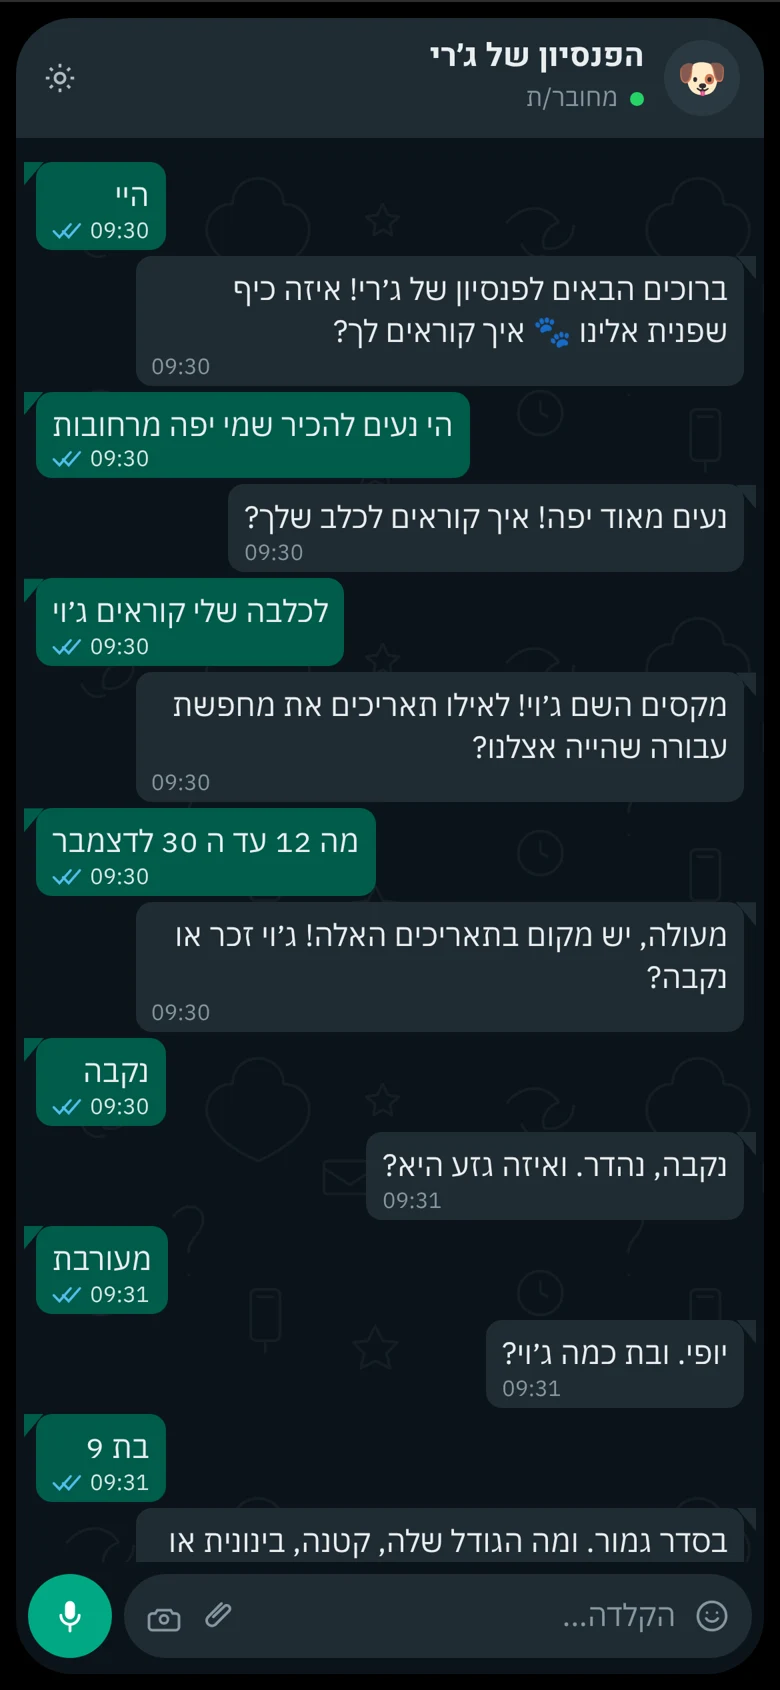 הפנסיון של ג׳רי
מחובר/ת
היי
09:30
ברוכים הבאים לפנסיון של ג׳רי! איזה כיף
שפנית אלינו 🐾 איך קוראים לך?
09:30
הי נעים להכיר שמי יפה מרחובות
09:30
נעים מאוד יפה! איך קוראים לכלב שלך?
09:30
לכלבה שלי קוראים ג׳וי
09:30
מקסים השם ג׳וי! לאילו תאריכים את מחפשת
עבורה שהייה אצלנו?
09:30
מה 12 עד ה 30 לדצמבר
09:30
מעולה, יש מקום בתאריכים האלה! ג׳וי זכר או
נקבה?
09:30
נקבה
09:30
נקבה, נהדר. ואיזה גזע היא?
09:31
מעורבת
09:31
יופי. ובת כמה ג׳וי?
09:31
בת 9
09:31
בסדר גמור. ומה הגודל שלה, קטנה, בינונית או
הקלדה...